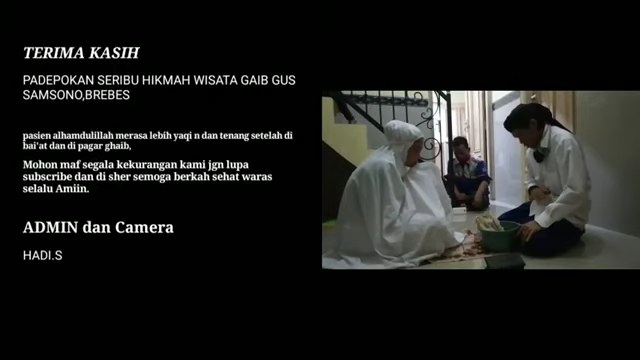 TERIMA KASIH
PADEPOKAN SERIBU HIKMAH WISATA GAIB GUS
SAMSONO,BREBES
pasien alhamdulillah merasa lebih yaqi n dan tenang setelah di
bai'at dan di pagar ghaib,
Mohon maf segala kekurangan kami jgn lupa
subscribe dan di sher semoga berkah sehat waras
selalu Amiin.
ADMIN dan Camera
HADI.S